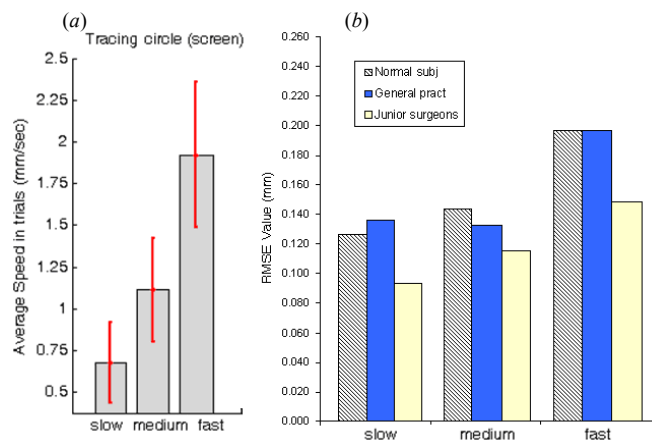 (a)
Tracing circle (screen)
Average Speed in trials (mm/sec)
2.5
2.25
2
1.75
1.5
1.25
1
0.75
0.5
slow medium fast
(b)
RMSE Value (mm)
0.260
0.240
0.220
0.200
0.180
0.160
0.140
0.120
0.100
0.080
0.060
0.040
0.020
0.000
Normal subj
General pract
Junior surgeons
slow medium fast